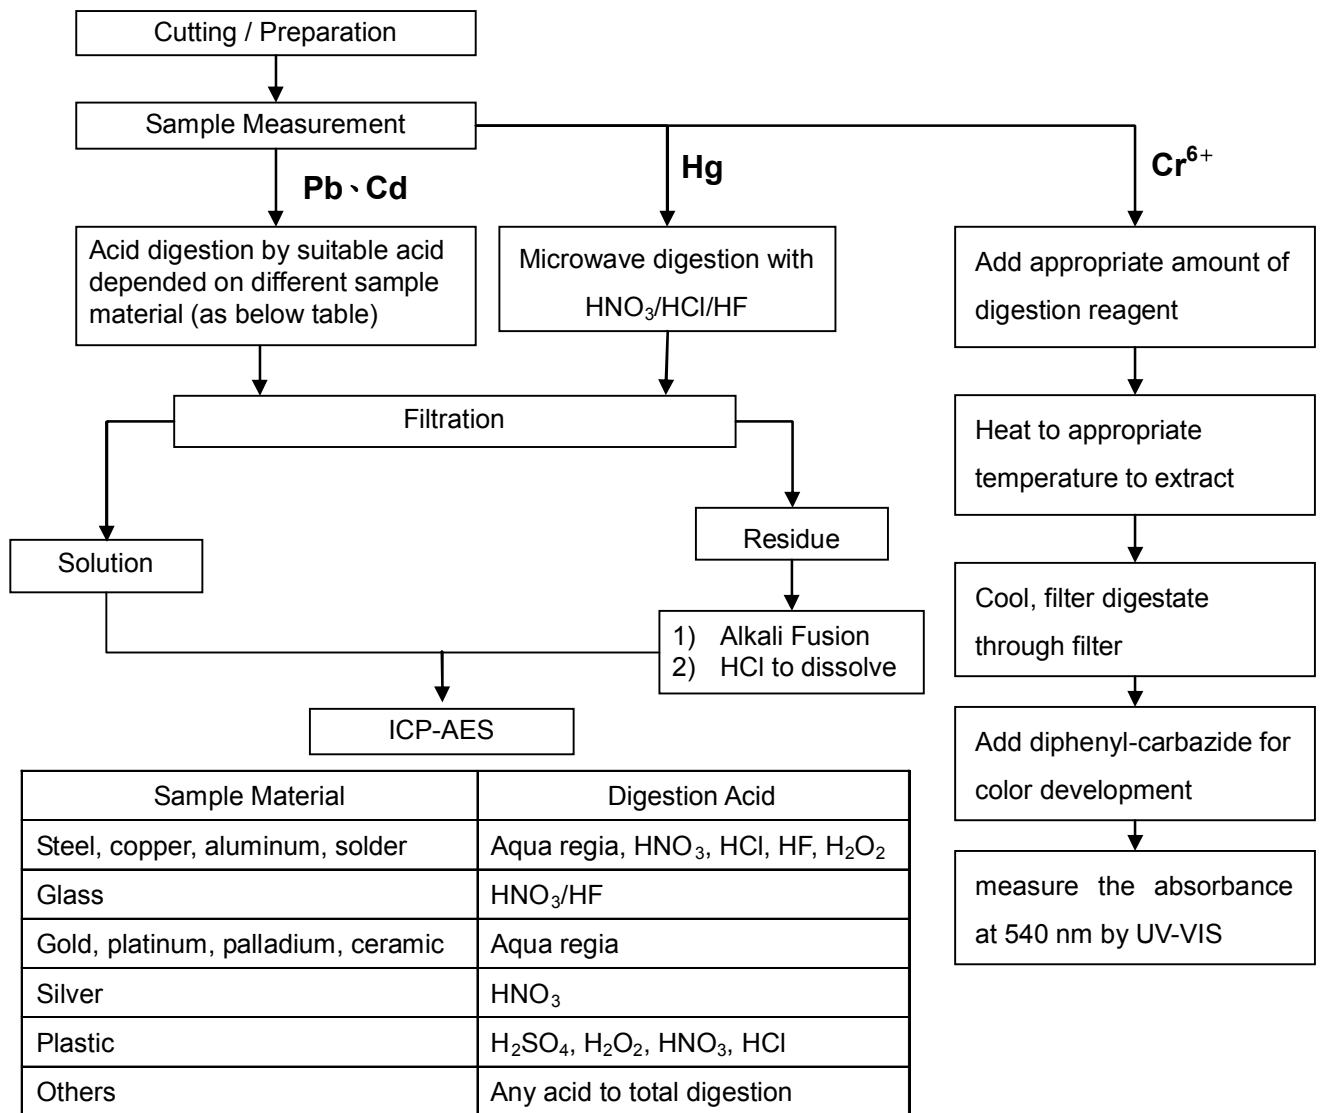 Cutting / Preparation
Sample Measurement
Pb、Cd
Hg
Cr⁶⁺
Acid digestion by suitable acid
depended on different sample
material (as below table)
Microwave digestion with
HNO₃/HCl/HF
Add appropriate amount of
digestion reagent
Filtration
Heat to appropriate
temperature to extract
Solution
Residue
Cool, filter digestate
through filter
1) Alkali Fusion
2) HCl to dissolve
ICP-AES
Add diphenyl-carbazide for
color development
measure the absorbance
at 540 nm by UV-VIS
Sample Material Digestion Acid
Steel, copper, aluminum, solder Aqua regia, HNO₃, HCl, HF, H₂O₂
Glass HNO₃/HF
Gold, platinum, palladium, ceramic Aqua regia
Silver HNO₃
Plastic H₂SO₄, H₂O₂, HNO₃, HCl
Others Any acid to total digestion